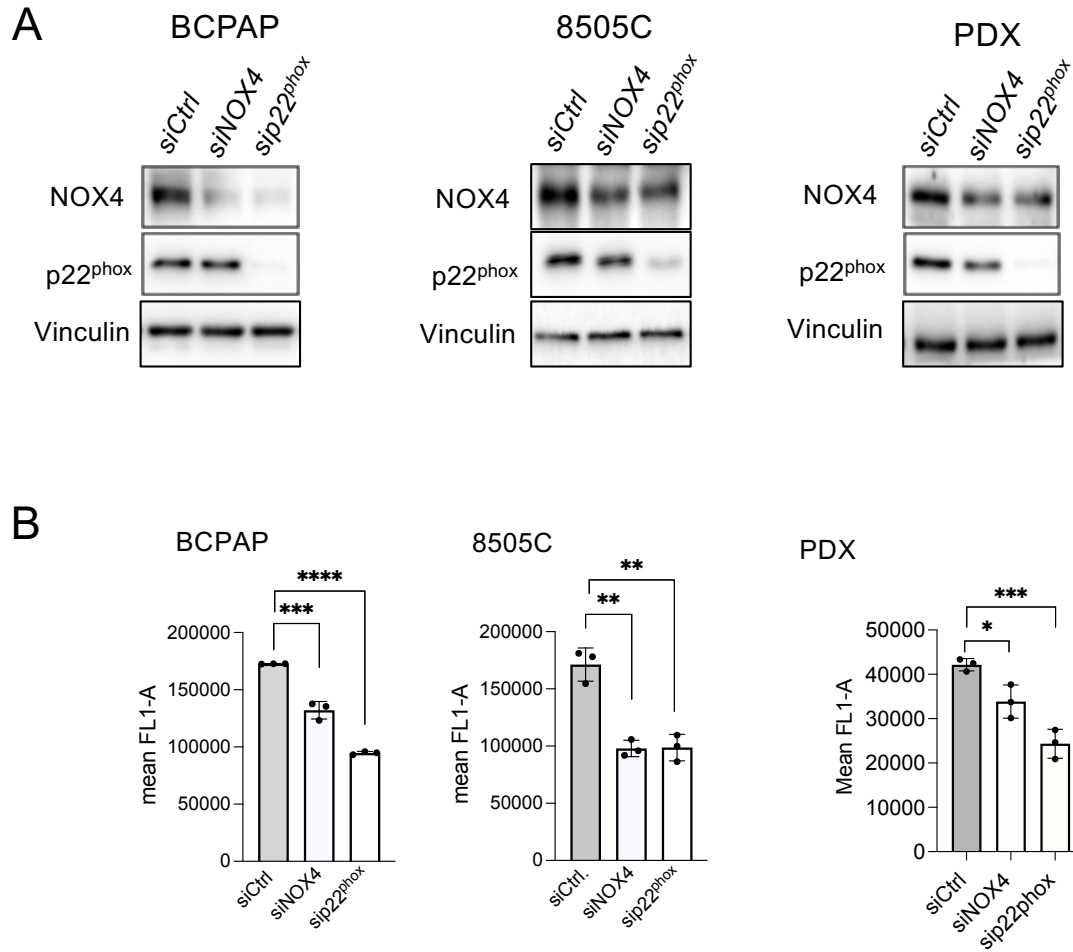 A
BCPAP
siCtrl siNOX4 sip22phox
NOX4
p22phox
Vinculin
8505C
siCtrl siNOX4 sip22phox
NOX4
p22phox
Vinculin
PDX
siCtrl siNOX4 sip22phox
NOX4
p22phox
Vinculin
B
BCPAP
****
***
200000
150000
100000
50000
0
mean FL1-A
siCtrl siNOX4 sip22phox
8505C
**
**
200000
150000
100000
50000
0
mean FL1-A
siCtrl. siNOX4 sip22phox
PDX
***
*
50000
40000
30000
20000
10000
0
Mean FL1-A
siCtrl siNOX4 sip22phox